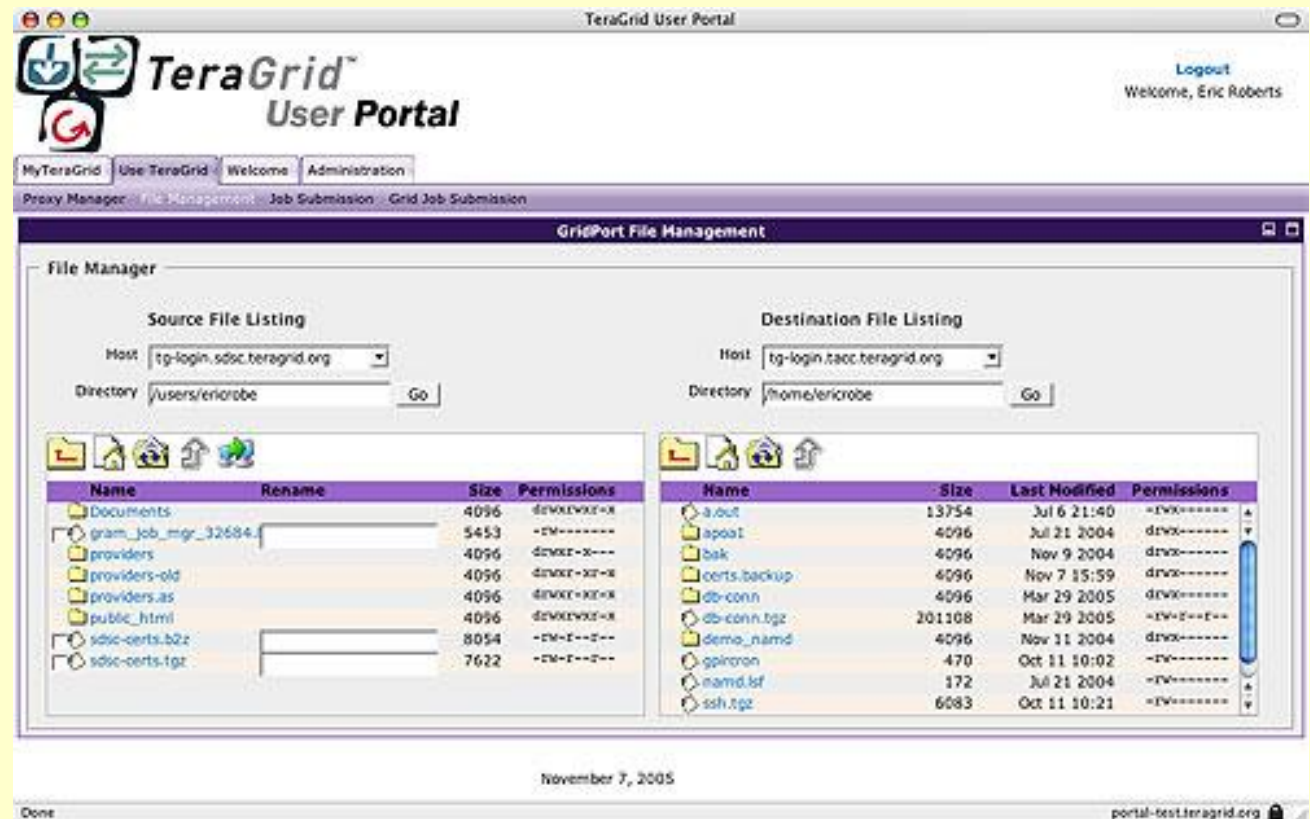 TeraGrid User Portal
TeraGrid™
User Portal
Logout
Welcome, Eric Roberts
MyTeraGrid Use TeraGrid Welcome Administration
Proxy Manager File Management Job Submission Grid Job Submission
GridPort File Management
File Manager
Source File Listing
Host tg-login.sdsc.teragrid.org
Directory /users/ericrobe Go
Name Rename Size Permissions
Documents 4096 drwxrwxr-x
gram_job_mgr_32684. 5453 -rw-------
providers 4096 drwxr-x---
providers-old 4096 drwxr-xr-x
providers.as 4096 drwxr-xr-x
public_html 4096 drwxrwxr-x
sdsc-certs.b2z 8054 -rw-r--r--
sdsc-certs.tgz 7622 -rw-r--r--
Destination File Listing
Host tg-login.tacc.teragrid.org
Directory /home/ericrobe Go
Name Size Last Modified Permissions
a.out 13754 Jul 6 21:40 -rwx------
apoa1 4096 Jul 21 2004 drwx------
bak 4096 Nov 9 2004 drwx------
certs.backup 4096 Nov 7 15:59 drwx------
db-conn 4096 Mar 29 2005 drwx------
db-conn.tgz 201108 Mar 29 2005 -rw-r--r--
demo_namd 4096 Nov 11 2004 drwx------
gpircron 470 Oct 11 10:02 -rw-------
namd.lsf 172 Jul 21 2004 -rw-------
ssh.tgz 6083 Oct 11 10:21 -rw-------
November 7, 2005
Done
portal-test.teragrid.org